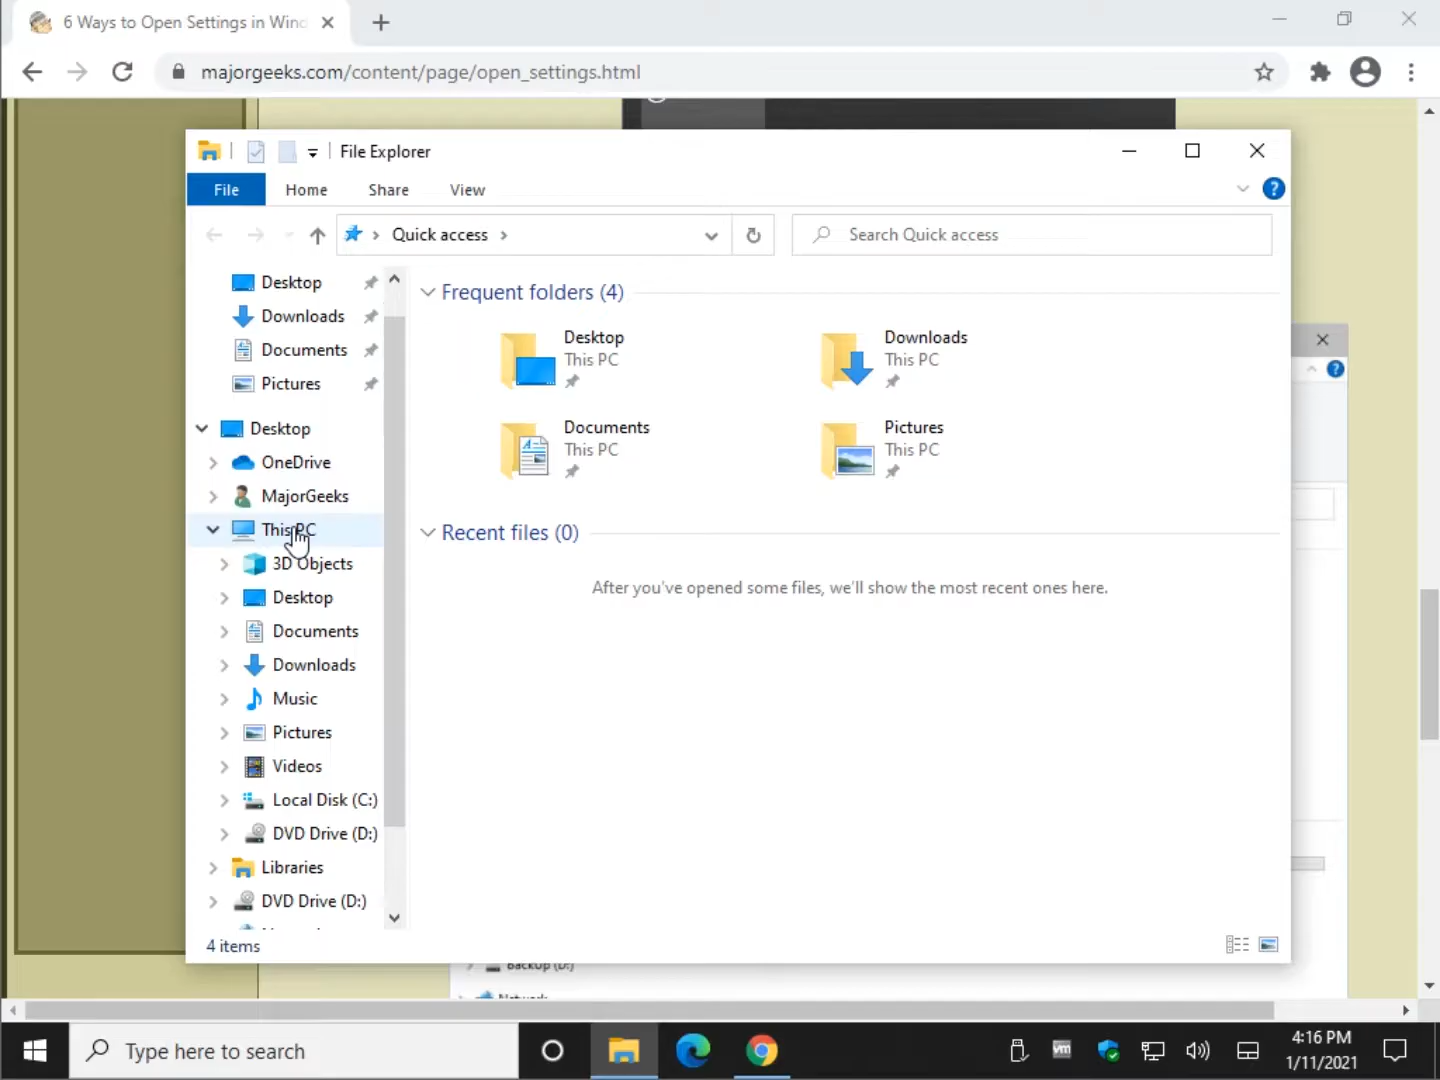 6 Ways to Open Settings in Wind
majorgeeks.com/content/page/open_settings.html
File Explorer
File Home Share View
Quick access
Search Quick access
Desktop
Downloads
Documents
Pictures
Desktop
OneDrive
MajorGeeks
This PC
3D Objects
Desktop
Documents
Downloads
Music
Pictures
Videos
Local Disk (C:)
DVD Drive (D:)
Libraries
DVD Drive (D:)
Frequent folders (4)
Desktop
This PC
Downloads
This PC
Documents
This PC
Pictures
This PC
Recent files (0)
After you've opened some files, we'll show the most recent ones here.
4 items
Backup (D:)
Network
Type here to search
vm
4:16 PM
1/11/2021